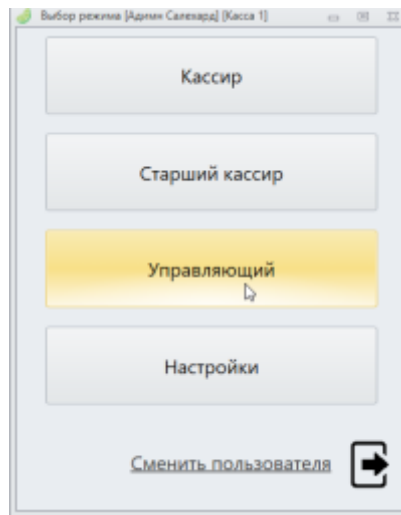 Выбор режима [Админ Салехард] [Касса 1]
Кассир
Старший кассир
Управляющий
Настройки
Сменить пользователя